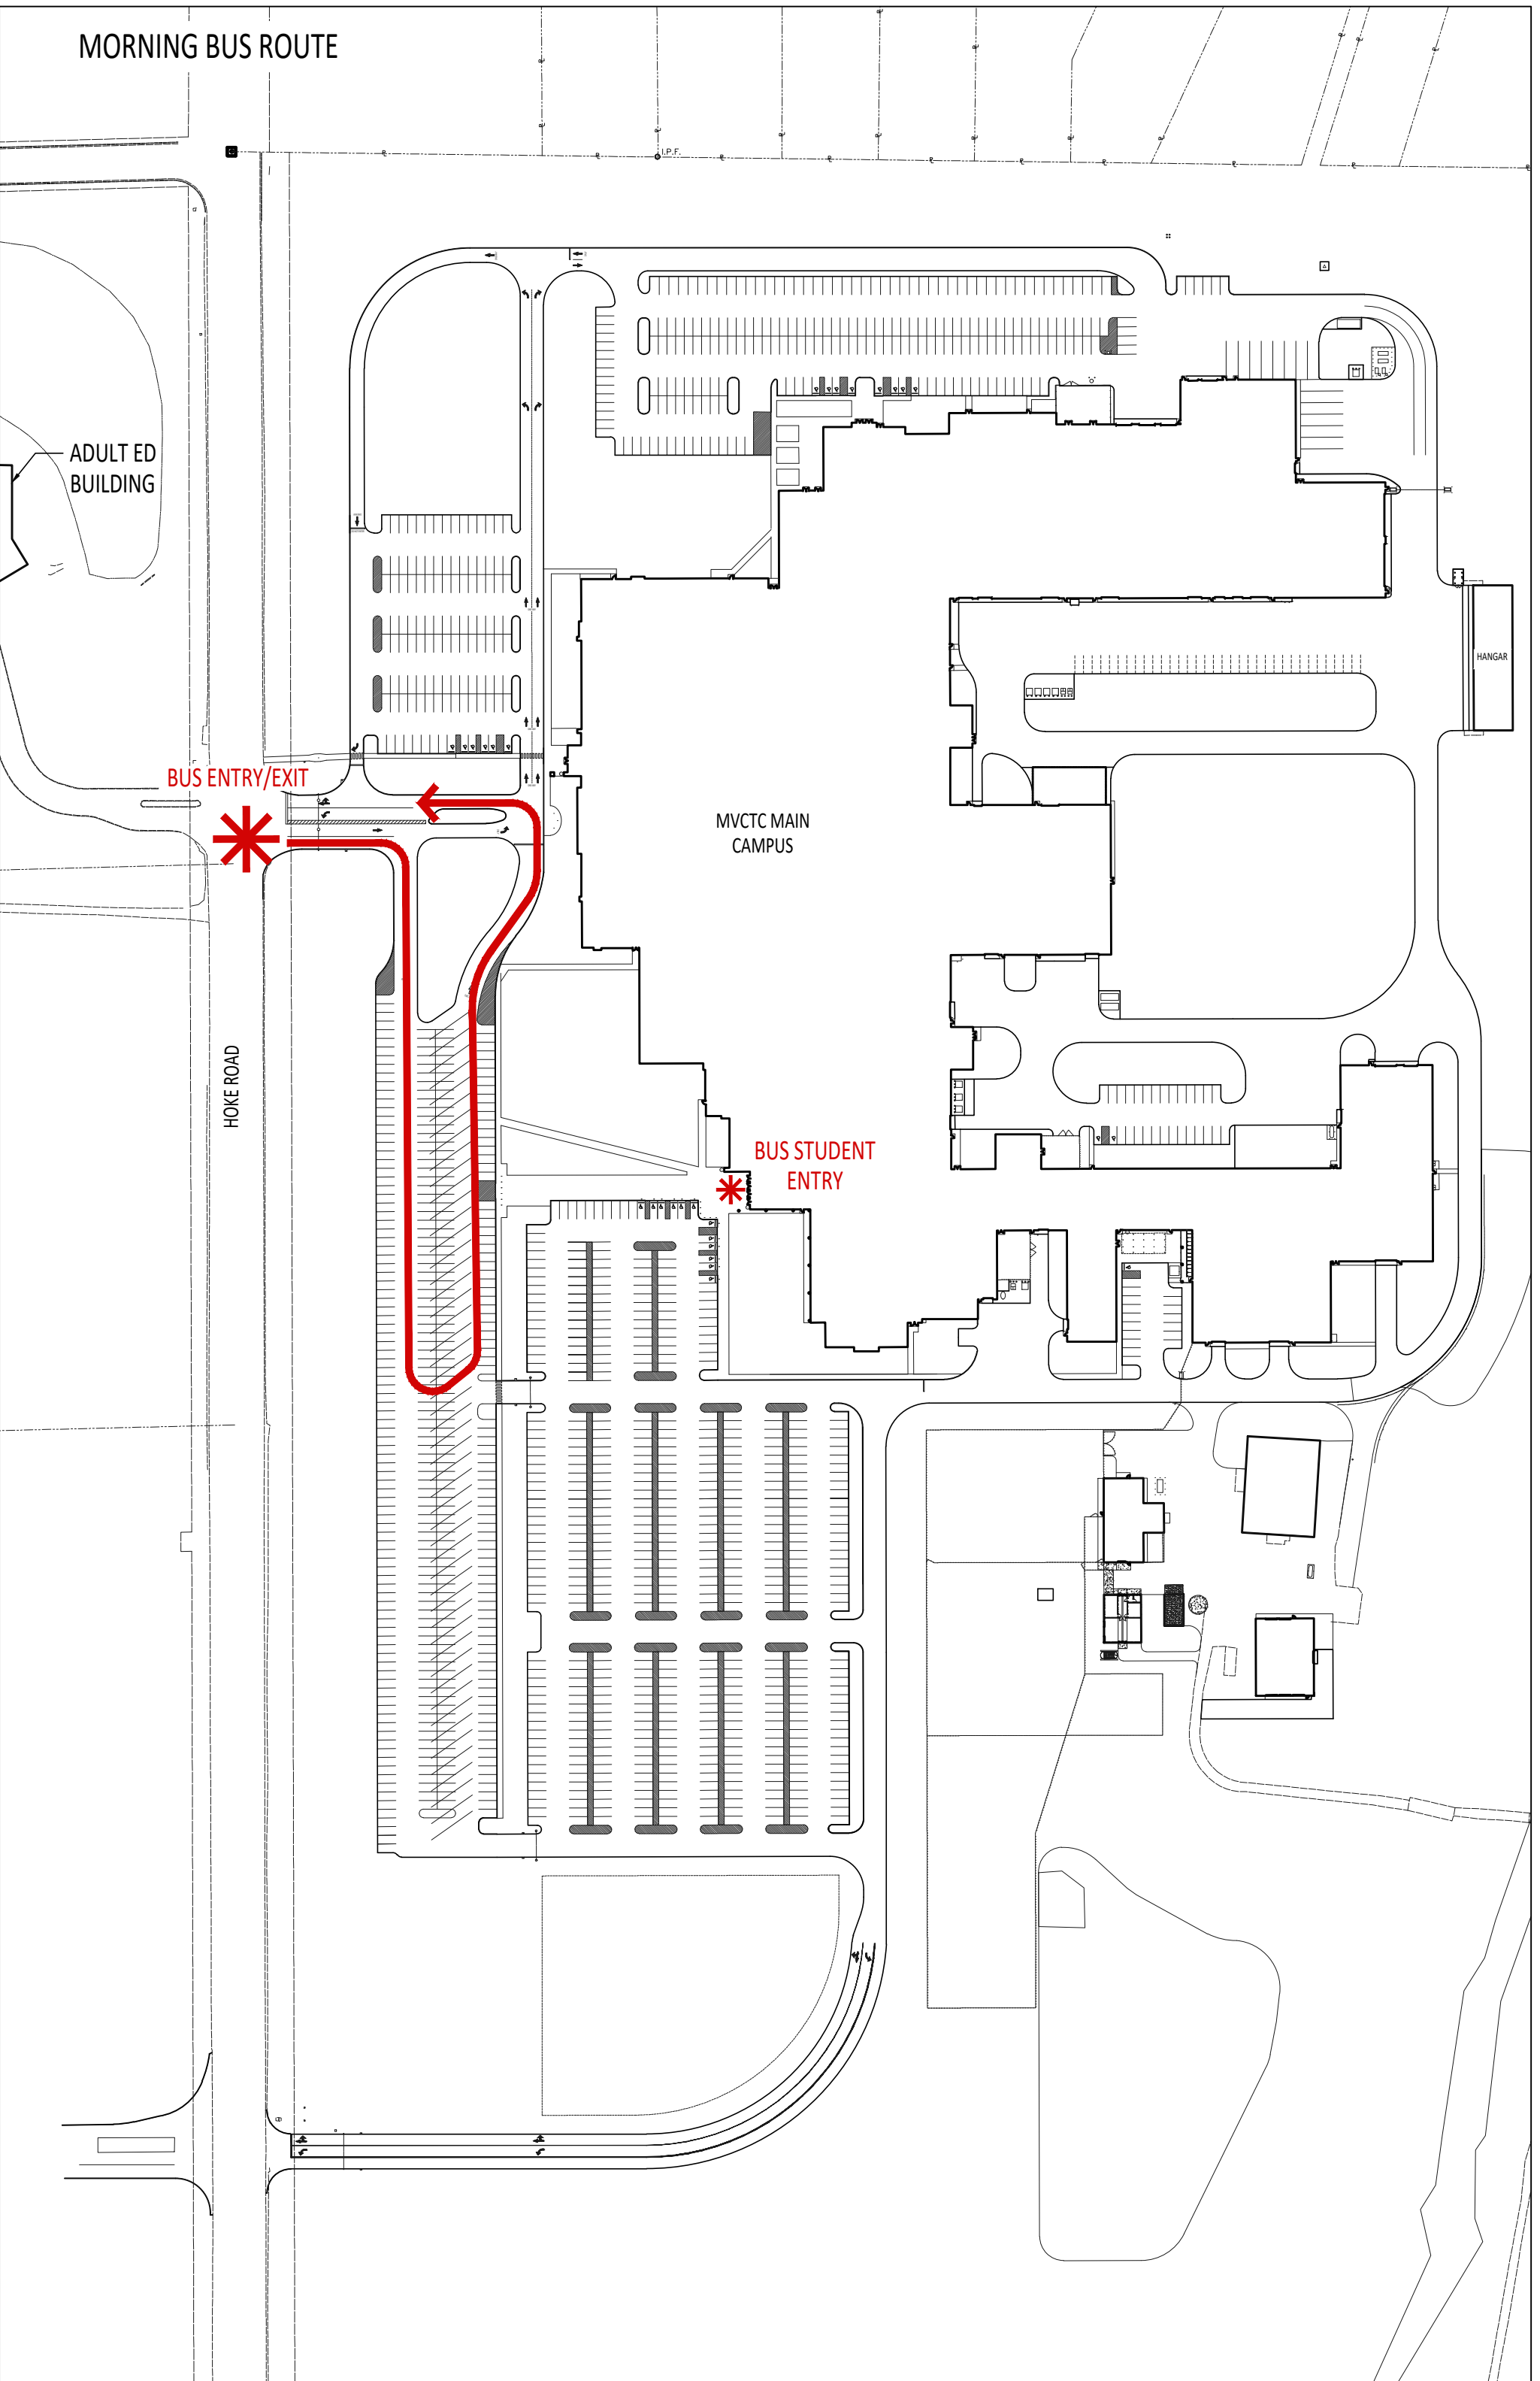 MORNING BUS ROUTE
I.P.F.
ADULT ED
BUILDING
HANGAR
BUS ENTRY/EXIT
MVCTC MAIN
CAMPUS
HOKE ROAD
BUS STUDENT
ENTRY